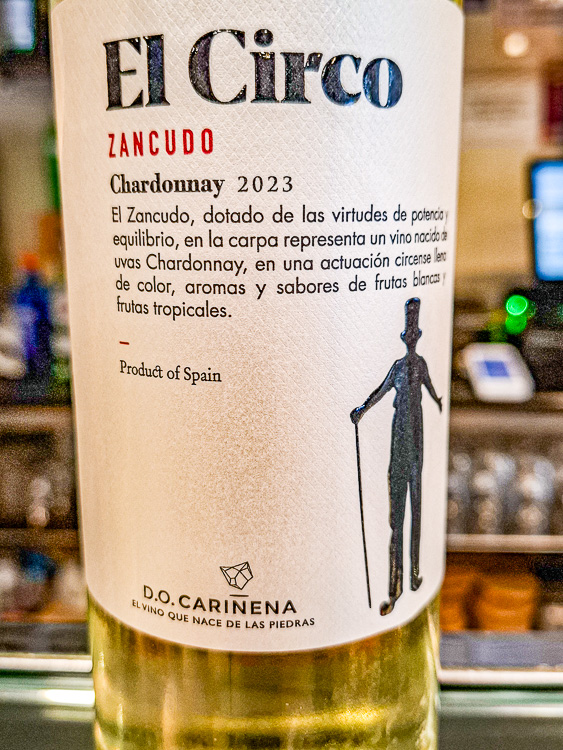 El Circo
ZANCUDO
Chardonnay 2023
El Zancudo, dotado de las virtudes de potencia y
equilibrio, en la carpa representa un vino nacido de
uvas Chardonnay, en una actuación circense llena
de color, aromas y sabores de frutas blancas y
frutas tropicales.
Product of Spain
D.O. CARIÑENA
EL VINO QUE NACE DE LAS PIEDRAS